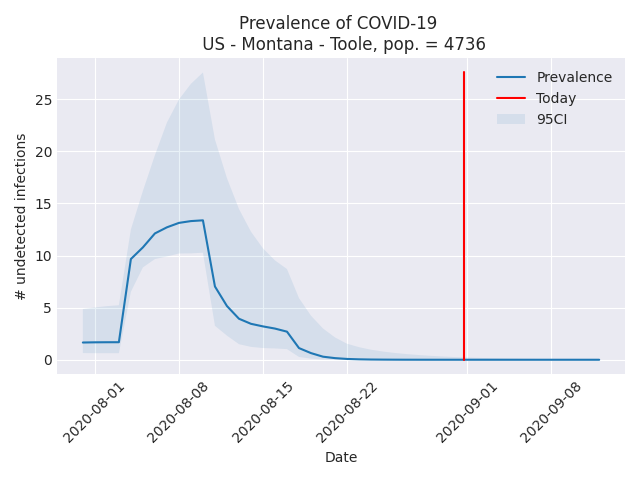 Prevalence of COVID-19
US - Montana - Toole, pop. = 4736
Prevalence
Today
95CI
# undetected infections
25
20
15
10
5
0
2020-08-01
2020-08-08
2020-08-15
2020-08-22
2020-09-01
2020-09-08
Date